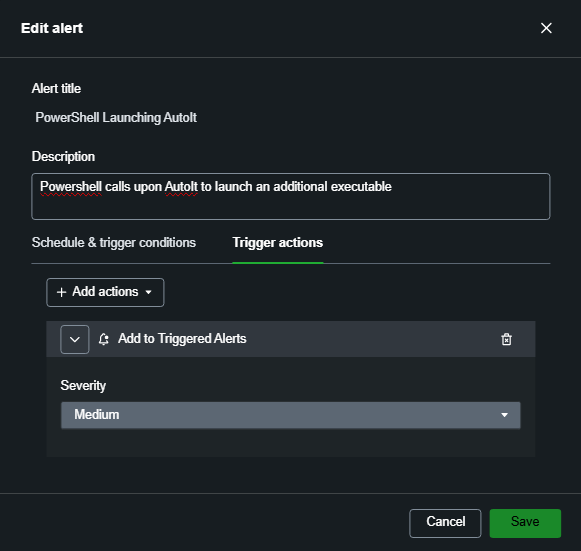 Edit alert
Alert title
PowerShell Launching AutoIt
Description
Powershell calls upon AutoIt to launch an additional executable
Schedule & trigger conditions Trigger actions
+ Add actions
Add to Triggered Alerts
Severity
Medium
Cancel Save